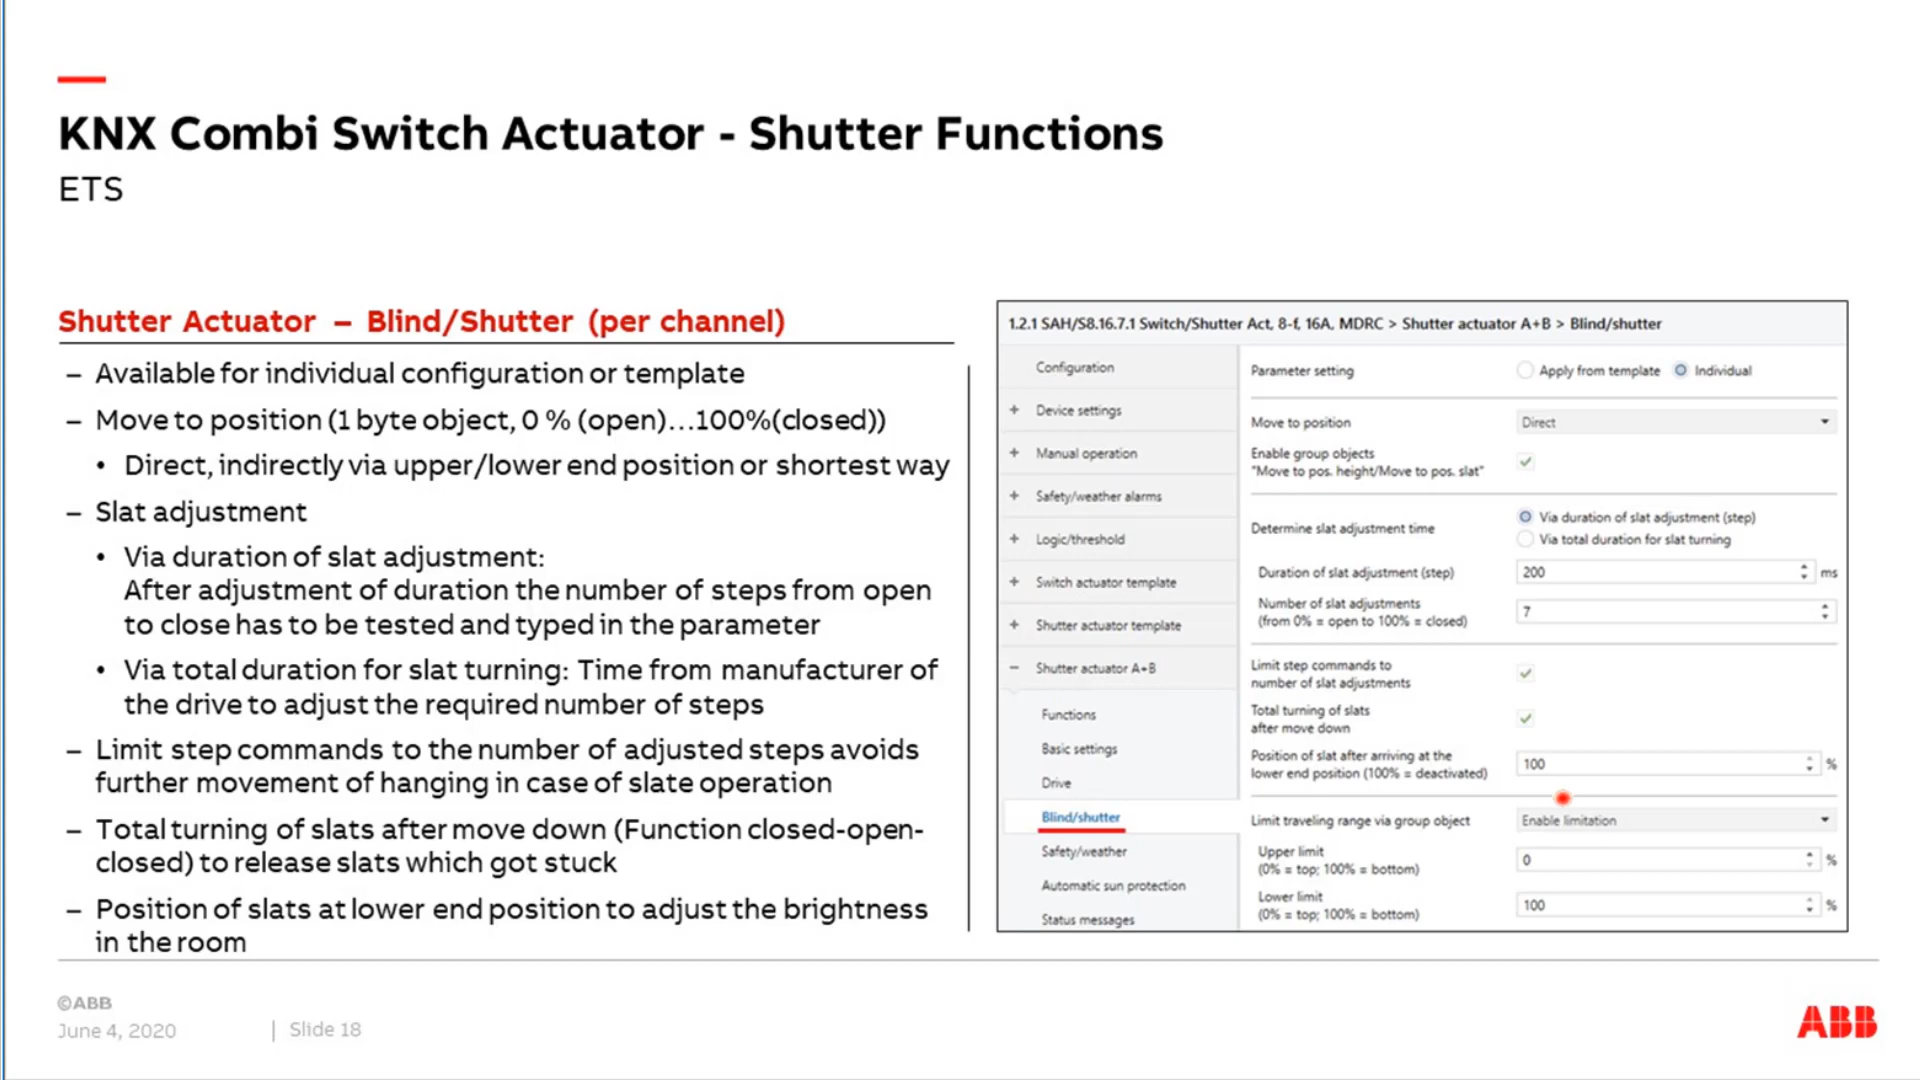 KNX Combi Switch Actuator - Shutter Functions
ETS
Shutter Actuator – Blind/Shutter (per channel)
– Available for individual configuration or template
– Move to position (1 byte object, 0 % (open)…100%(closed))
• Direct, indirectly via upper/lower end position or shortest way
– Slat adjustment
• Via duration of slat adjustment:
After adjustment of duration the number of steps from open
to close has to be tested and typed in the parameter
• Via total duration for slat turning: Time from manufacturer of
the drive to adjust the required number of steps
– Limit step commands to the number of adjusted steps avoids
further movement of hanging in case of slate operation
– Total turning of slats after move down (Function closed-open-
closed) to release slats which got stuck
– Position of slats at lower end position to adjust the brightness
in the room
1.2.1 SAH/S8.16.7.1 Switch/Shutter Act, 8-f, 16A, MDRC > Shutter actuator A+B > Blind/shutter
Configuration
+ Device settings
+ Manual operation
+ Safety/weather alarms
+ Logic/threshold
+ Switch actuator template
+ Shutter actuator template
– Shutter actuator A+B
Functions
Basic settings
Drive
Blind/shutter
Safety/weather
Automatic sun protection
Status messages
Parameter setting Apply from template Individual
Move to position Direct
Enable group objects
"Move to pos. height/Move to pos. slat"
Determine slat adjustment time
Via duration of slat adjustment (step)
Via total duration for slat turning
Duration of slat adjustment (step) 200 ms
Number of slat adjustments
(from 0% = open to 100% = closed) 7
Limit step commands to
number of slat adjustments
Total turning of slats
after move down
Position of slat after arriving at the
lower end position (100% = deactivated) 100 %
Limit traveling range via group object Enable limitation
Upper limit
(0% = top; 100% = bottom) 0 %
Lower limit
(0% = top; 100% = bottom) 100 %
©ABB
June 4, 2020 | Slide 18
ABB